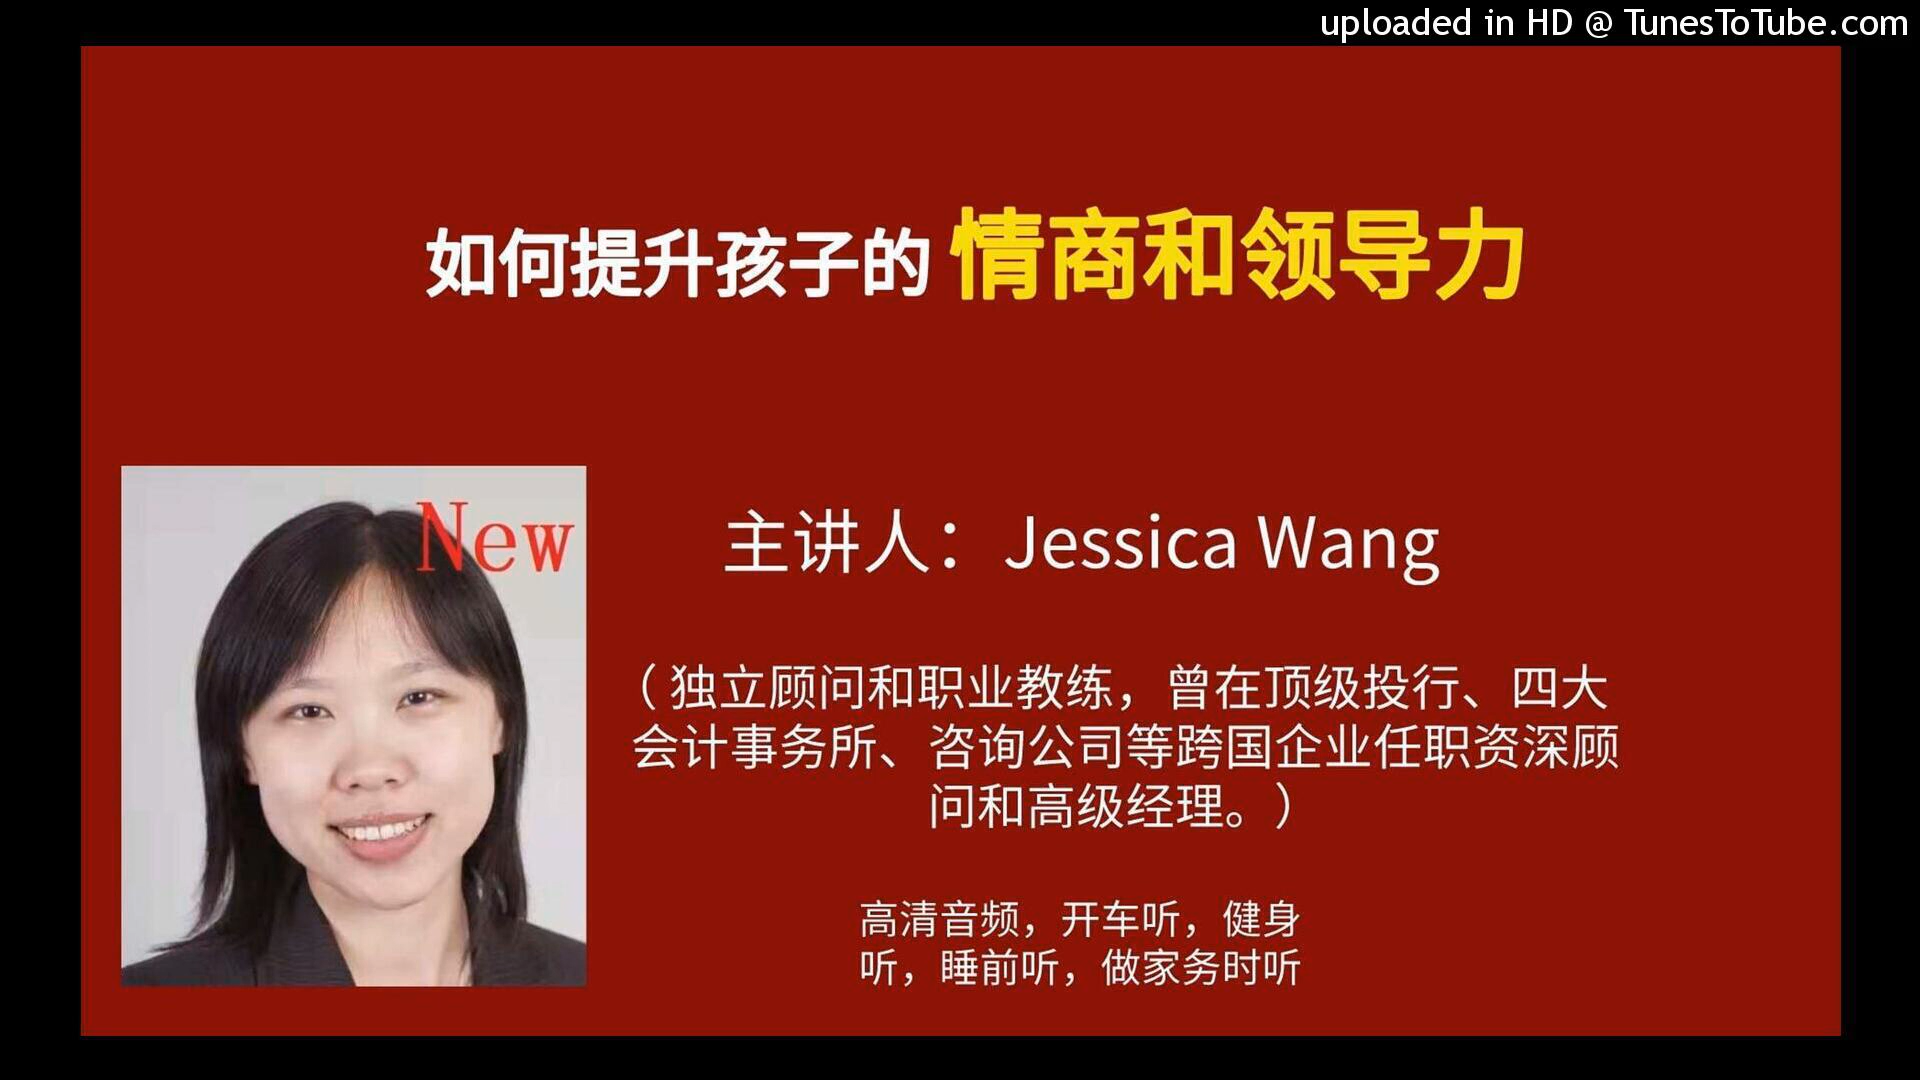 uploaded in HD @ TunesToTube.com
如何提升孩子的 情商和领导力
New
主讲人：Jessica Wang
（ 独立顾问和职业教练，曾在顶级投行、四大
会计事务所、咨询公司等跨国企业任职资深顾
问和高级经理。）
高清音频，开车听，健身
听，睡前听，做家务时听